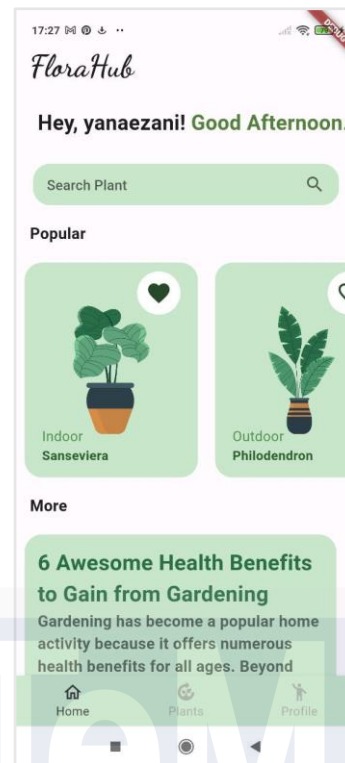 17:27
DEBUG
FloraHub
Hey, yanaezani! Good Afternoon.
Search Plant
Popular
Indoor
Sanseviera
Outdoor
Philodendron
More
6 Awesome Health Benefits
to Gain from Gardening
Gardening has become a popular home
activity because it offers numerous
health benefits for all ages. Beyond
Home
Plants
Profile